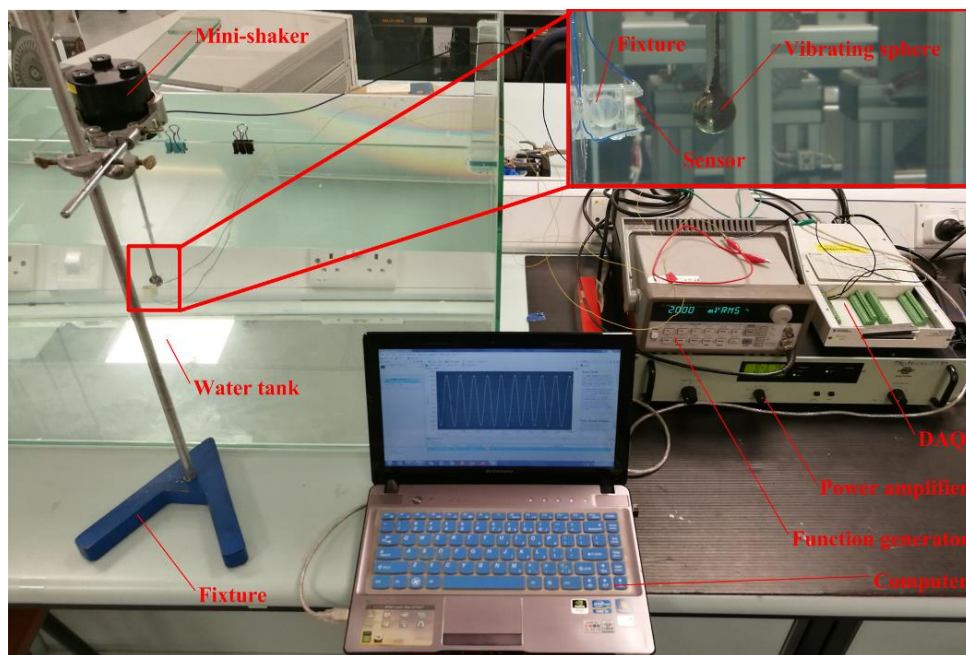 Mini-shaker
Fixture
Vibrating sphere
Sensor
2000 mVRMS
Water tank
DAQ
Power amplifier
Function generator
Computer
Fixture